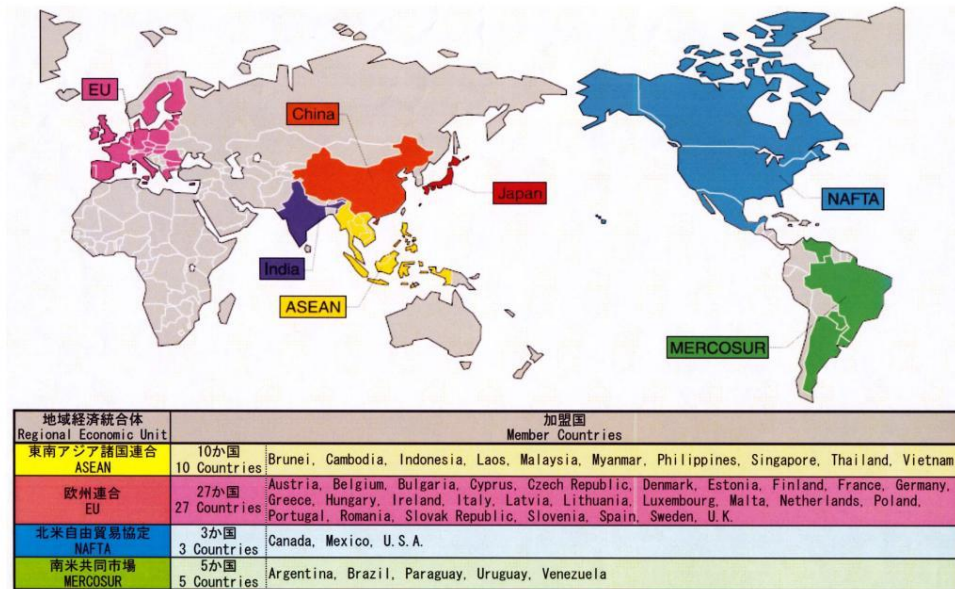 EU
China
Japan
NAFTA
India
ASEAN
MERCOSUR
地域経済統合体
Regional Economic Unit
加盟国
Member Countries
東南アジア諸国連合
ASEAN
10か国
10 Countries
Brunei, Cambodia, Indonesia, Laos, Malaysia, Myanmar, Philippines, Singapore, Thailand, Vietnam
欧州連合
EU
27か国
27 Countries
Austria, Belgium, Bulgaria, Cyprus, Czech Republic, Denmark, Estonia, Finland, France, Germany,
Greece, Hungary, Ireland, Italy, Latvia, Lithuania, Luxembourg, Malta, Netherlands, Poland,
Portugal, Romania, Slovak Republic, Slovenia, Spain, Sweden, U.K.
北米自由貿易協定
NAFTA
3か国
3 Countries
Canada, Mexico, U.S.A.
南米共同市場
MERCOSUR
5か国
5 Countries
Argentina, Brazil, Paraguay, Uruguay, Venezuela